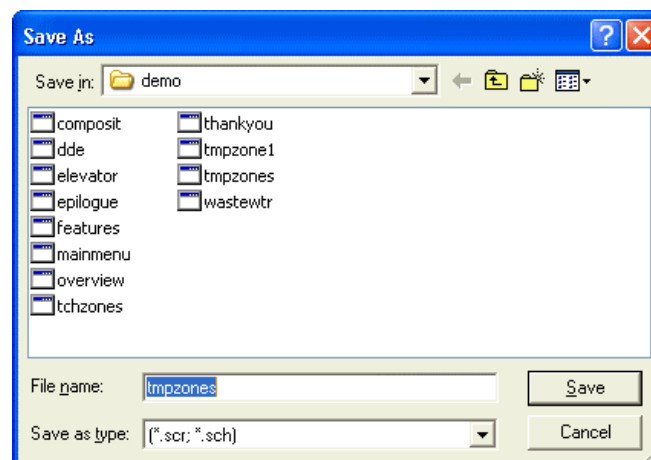 Save As
Save in: demo
composit
dde
elevator
epilogue
features
mainmenu
overview
tchzones
thankyou
tmpzone1
tmpzones
wastewtr
File name: tmpzones
Save
Save as type: (*.scr; *.sch)
Cancel